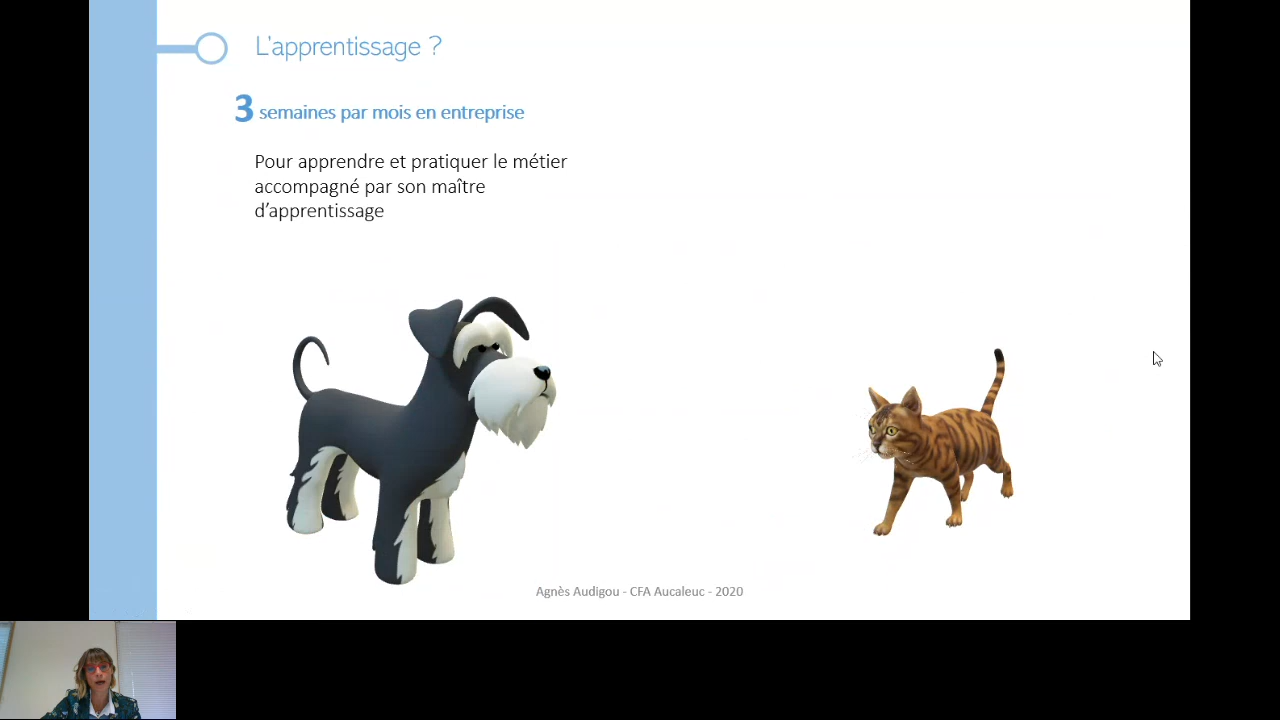 L'apprentissage ?
3 semaines par mois en entreprise
Pour apprendre et pratiquer le métier
accompagné par son maître
d'apprentissage
Agnès Audigou - CFA Aucaleuc - 2020